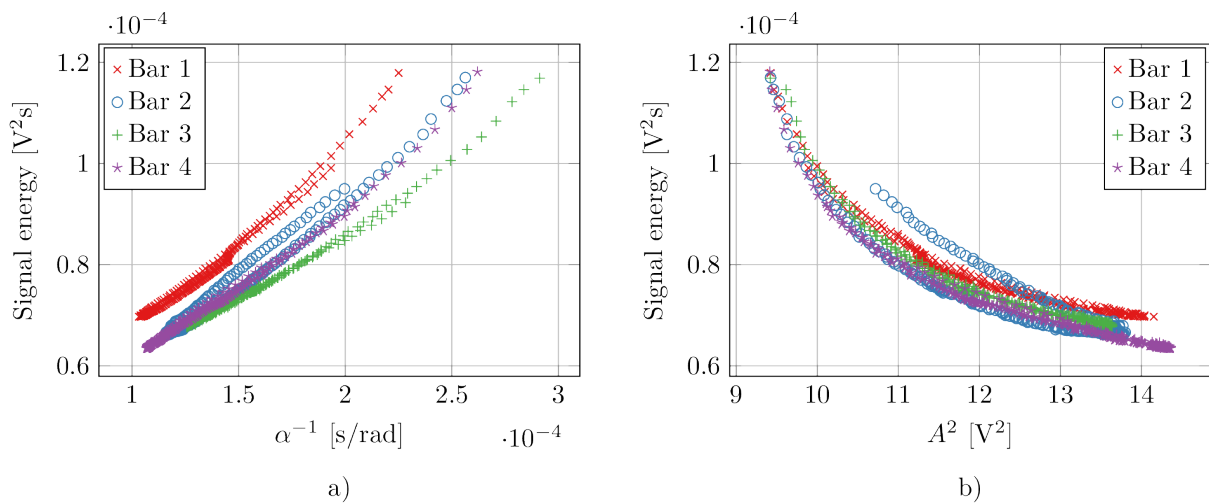 ·10⁻⁴
1.2
1
0.8
0.6
Signal energy [V²s]
Bar 1
Bar 2
Bar 3
Bar 4
1
1.5
2
2.5
3
α⁻¹ [s/rad]
·10⁻⁴
a)
·10⁻⁴
1.2
1
0.8
0.6
Signal energy [V²s]
Bar 1
Bar 2
Bar 3
Bar 4
9
10
11
12
13
14
A² [V²]
b)